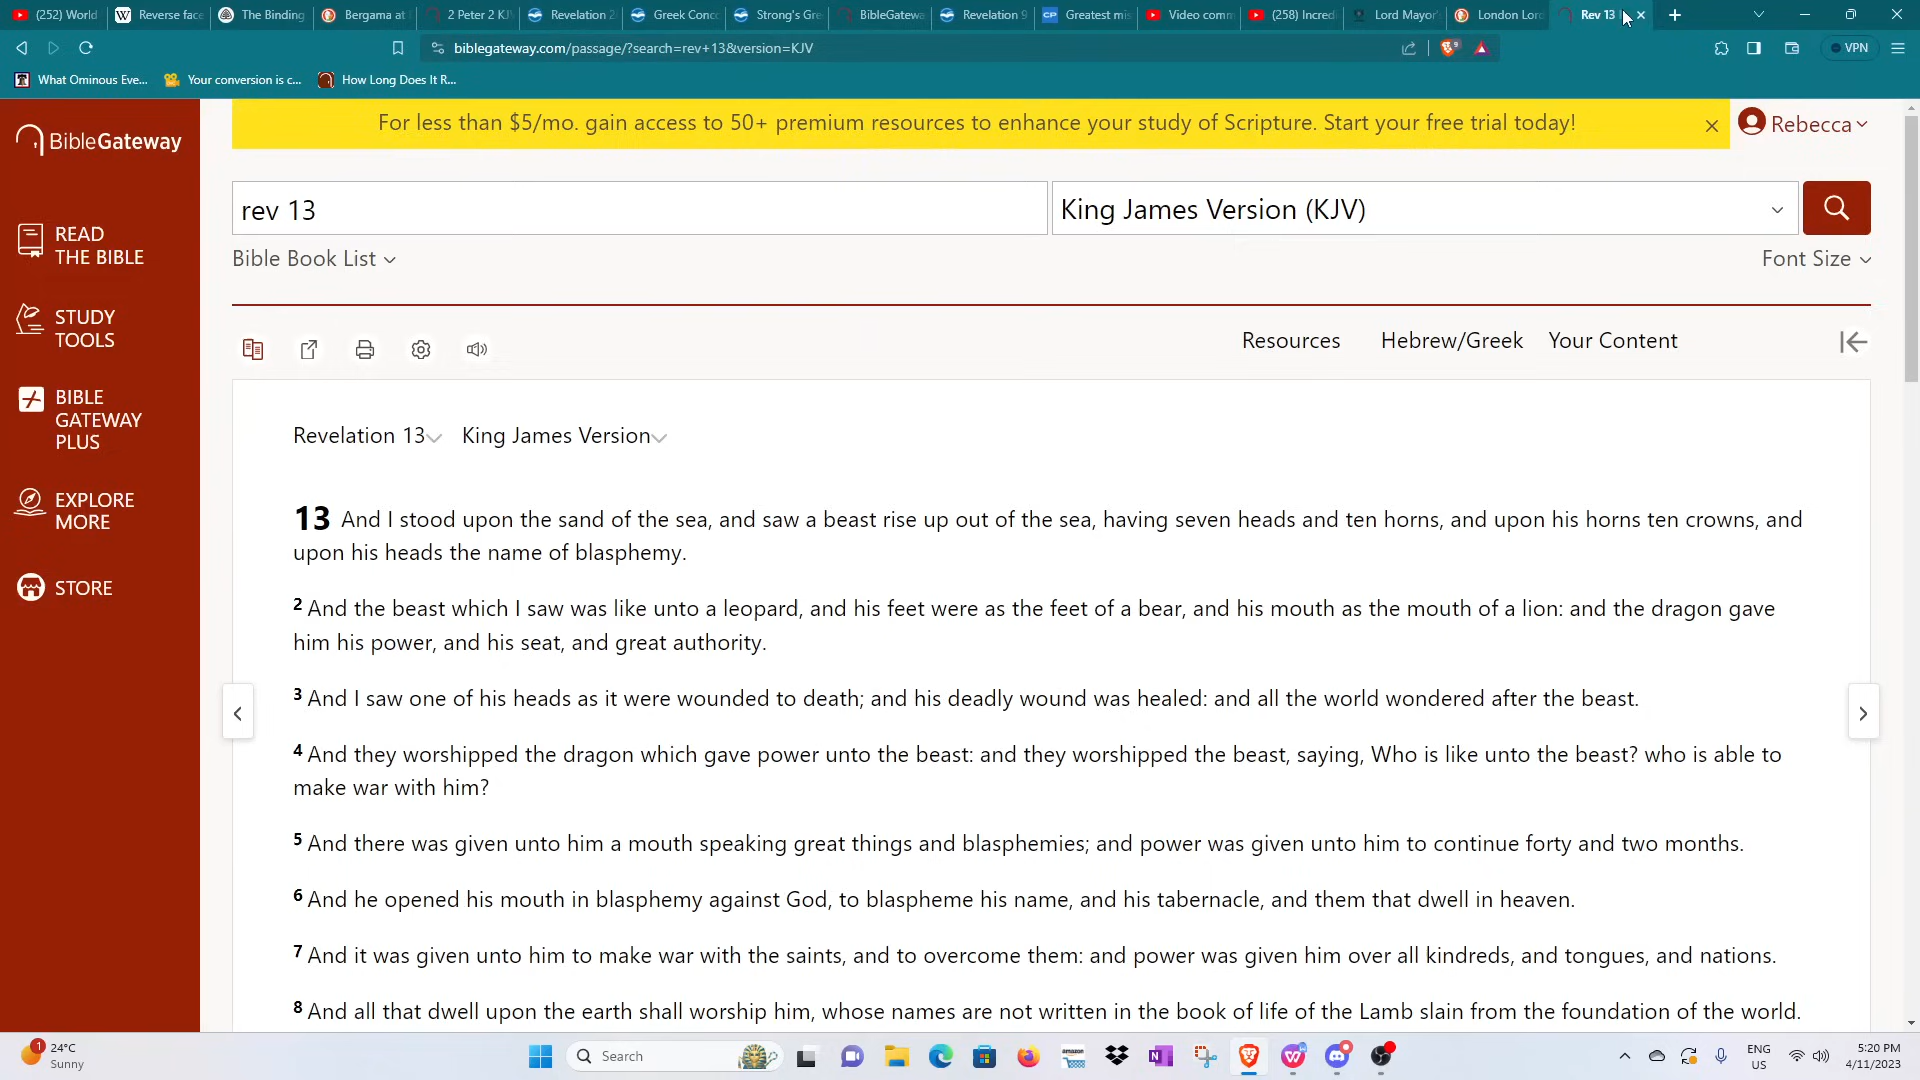 (252) World
Reverse face
The Binding
Bergama at
2 Peter 2 KJ
Revelation 2
Greek Conc
Strong's Gre
BibleGatewa
Revelation 9
CP
Greatest mis
Video comm
(258) Incredi
Lord Mayor'
London Lord
Rev 13
biblegateway.com/passage/?search=rev+13&version=KJV
VPN
What Ominous Eve...
Your conversion is c...
How Long Does It R...
BibleGateway
For less than $5/mo. gain access to 50+ premium resources to enhance your study of Scripture. Start your free trial today!
Rebecca
rev 13
King James Version (KJV)
Bible Book List
Font Size
READ
THE BIBLE
STUDY
TOOLS
BIBLE
GATEWAY
PLUS
EXPLORE
MORE
STORE
Resources
Hebrew/Greek
Your Content
Revelation 13
King James Version
13 And I stood upon the sand of the sea, and saw a beast rise up out of the sea, having seven heads and ten horns, and upon his horns ten crowns, and
upon his heads the name of blasphemy.
2 And the beast which I saw was like unto a leopard, and his feet were as the feet of a bear, and his mouth as the mouth of a lion: and the dragon gave
him his power, and his seat, and great authority.
3 And I saw one of his heads as it were wounded to death; and his deadly wound was healed: and all the world wondered after the beast.
4 And they worshipped the dragon which gave power unto the beast: and they worshipped the beast, saying, Who is like unto the beast? who is able to
make war with him?
5 And there was given unto him a mouth speaking great things and blasphemies; and power was given unto him to continue forty and two months.
6 And he opened his mouth in blasphemy against God, to blaspheme his name, and his tabernacle, and them that dwell in heaven.
7 And it was given unto him to make war with the saints, and to overcome them: and power was given him over all kindreds, and tongues, and nations.
8 And all that dwell upon the earth shall worship him, whose names are not written in the book of life of the Lamb slain from the foundation of the world.
1
24°C
Sunny
Search
amazon
ENG
US
5:20 PM
4/11/2023